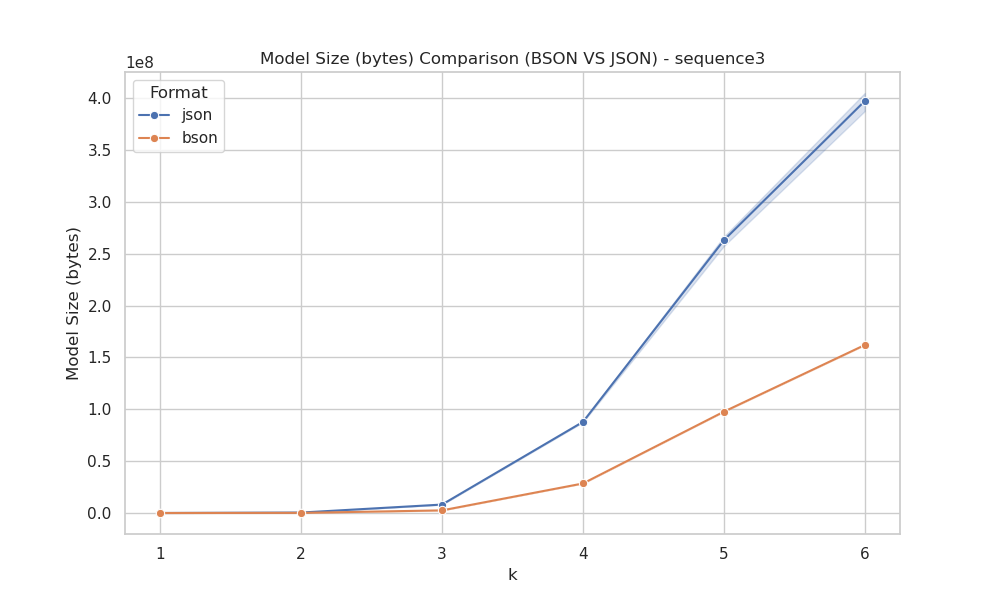 Model Size (bytes) Comparison (BSON VS JSON) - sequence3
1e8
Format
json
bson
4.0
3.5
3.0
2.5
2.0
1.5
1.0
0.5
0.0
Model Size (bytes)
1 2 3 4 5 6
k